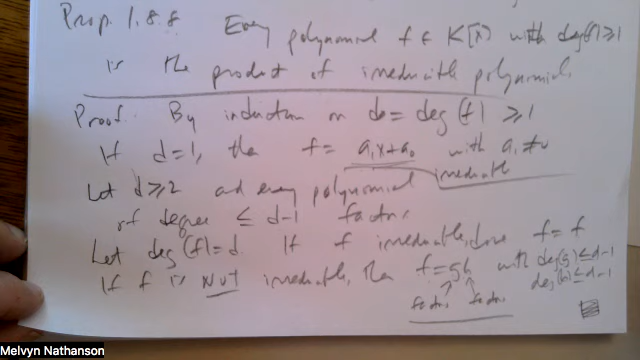 Prop. 1.8.8 Every polynomial f ∈ K[x] with deg(f) ≥ 1
is the product of irreducible polynomials
Proof. By induction on d = deg(f) ≥ 1
If d=1, then f = a₁x+a₀ with a₁≠0
irreducible
Let d≥2 and every polynomial
of degree ≤ d-1 factors
Let deg(f)=d If f irreducible, done f = f
If f is NOT irreducible, then f=gh with deg(g)≤d-1
deg(h)≤d-1
factors factors
Melvyn Nathanson